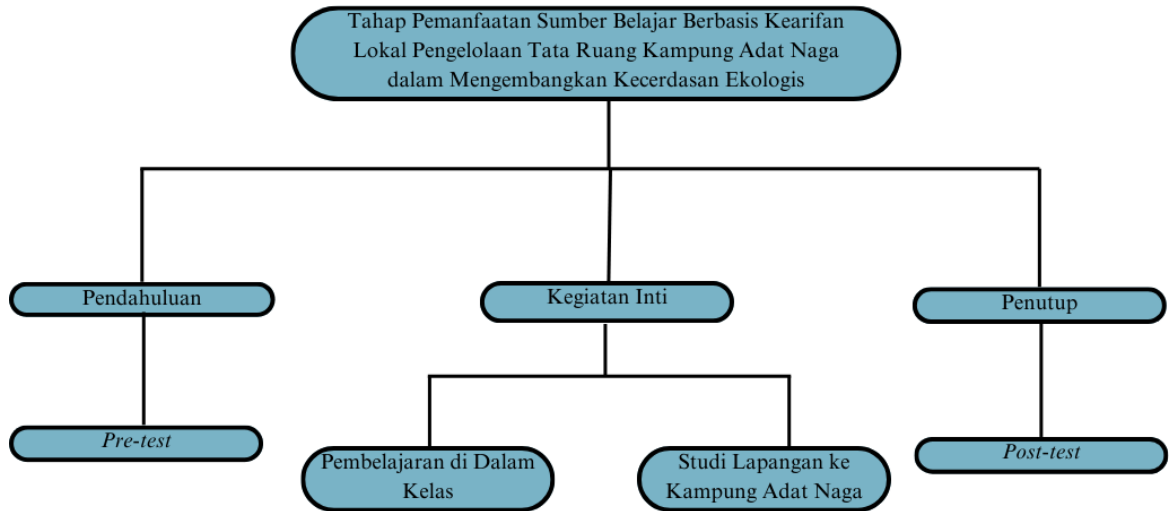 Tahap Pemanfaatan Sumber Belajar Berbasis Kearifan
Lokal Pengelolaan Tata Ruang Kampung Adat Naga
dalam Mengembangkan Kecerdasan Ekologis
Pendahuluan
Kegiatan Inti
Penutup
Pre-test
Pembelajaran di Dalam
Kelas
Studi Lapangan ke
Kampung Adat Naga
Post-test